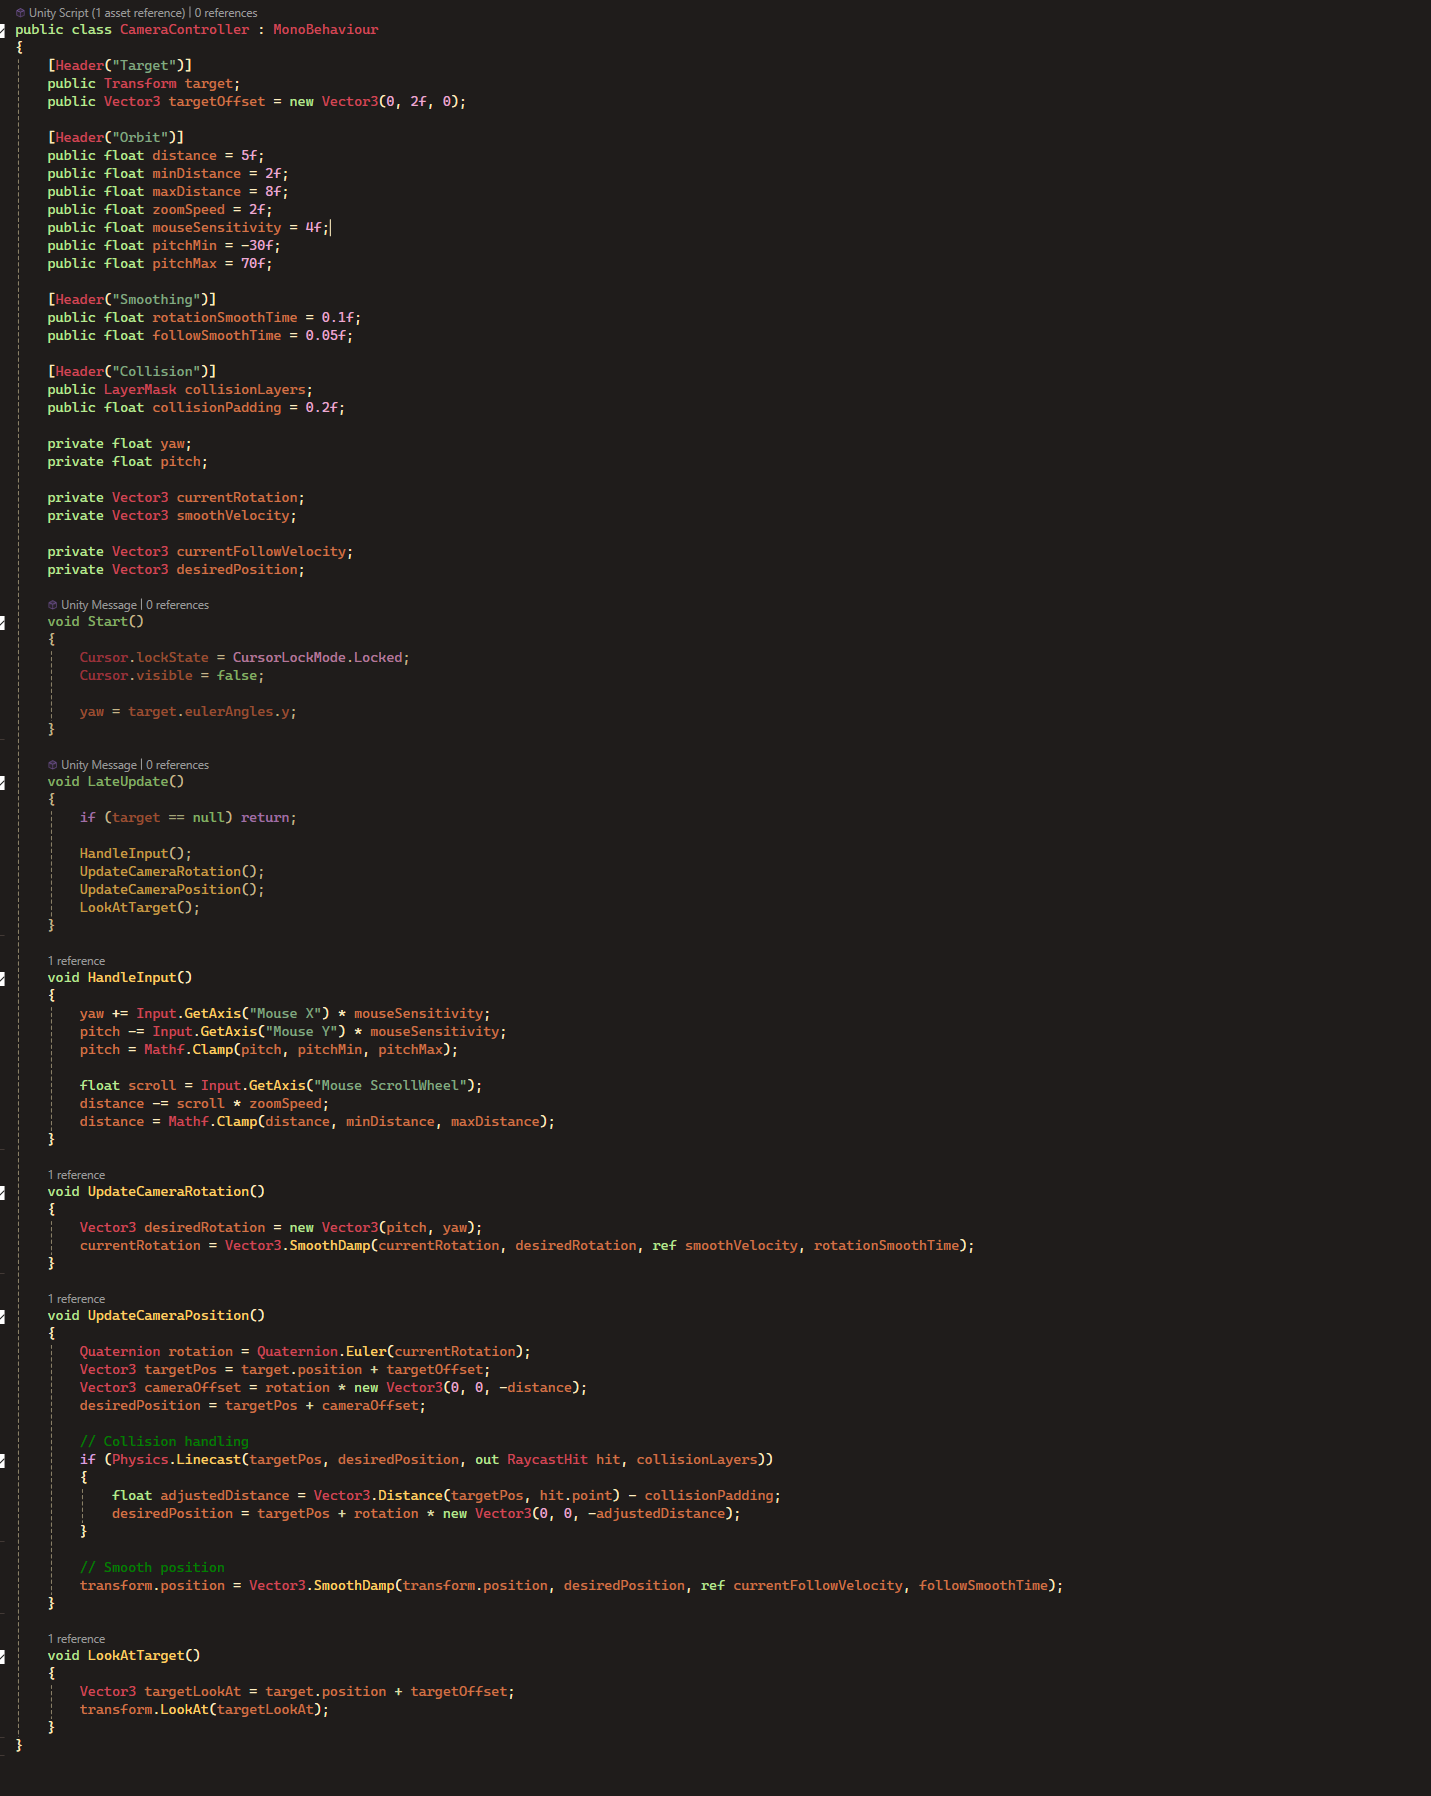 Unity Script (1 asset reference) | 0 references
public class CameraController : MonoBehaviour
{
[Header("Target")]
public Transform target;
public Vector3 targetOffset = new Vector3(0, 2f, 0);
[Header("Orbit")]
public float distance = 5f;
public float minDistance = 2f;
public float maxDistance = 8f;
public float zoomSpeed = 2f;
public float mouseSensitivity = 4f;
public float pitchMin = -30f;
public float pitchMax = 70f;
[Header("Smoothing")]
public float rotationSmoothTime = 0.1f;
public float followSmoothTime = 0.05f;
[Header("Collision")]
public LayerMask collisionLayers;
public float collisionPadding = 0.2f;
private float yaw;
private float pitch;
private Vector3 currentRotation;
private Vector3 smoothVelocity;
private Vector3 currentFollowVelocity;
private Vector3 desiredPosition;
Unity Message | 0 references
void Start()
{
Cursor.lockState = CursorLockMode.Locked;
Cursor.visible = false;
yaw = target.eulerAngles.y;
}
Unity Message | 0 references
void LateUpdate()
{
if (target == null) return;
HandleInput();
UpdateCameraRotation();
UpdateCameraPosition();
LookAtTarget();
}
1 reference
void HandleInput()
{
yaw += Input.GetAxis("Mouse X") * mouseSensitivity;
pitch -= Input.GetAxis("Mouse Y") * mouseSensitivity;
pitch = Mathf.Clamp(pitch, pitchMin, pitchMax);
float scroll = Input.GetAxis("Mouse ScrollWheel");
distance -= scroll * zoomSpeed;
distance = Mathf.Clamp(distance, minDistance, maxDistance);
}
1 reference
void UpdateCameraRotation()
{
Vector3 desiredRotation = new Vector3(pitch, yaw);
currentRotation = Vector3.SmoothDamp(currentRotation, desiredRotation, ref smoothVelocity, rotationSmoothTime);
}
1 reference
void UpdateCameraPosition()
{
Quaternion rotation = Quaternion.Euler(currentRotation);
Vector3 targetPos = target.position + targetOffset;
Vector3 cameraOffset = rotation * new Vector3(0, 0, -distance);
desiredPosition = targetPos + cameraOffset;
// Collision handling
if (Physics.Linecast(targetPos, desiredPosition, out RaycastHit hit, collisionLayers))
{
float adjustedDistance = Vector3.Distance(targetPos, hit.point) - collisionPadding;
desiredPosition = targetPos + rotation * new Vector3(0, 0, -adjustedDistance);
}
// Smooth position
transform.position = Vector3.SmoothDamp(transform.position, desiredPosition, ref currentFollowVelocity, followSmoothTime);
}
1 reference
void LookAtTarget()
{
Vector3 targetLookAt = target.position + targetOffset;
transform.LookAt(targetLookAt);
}
}